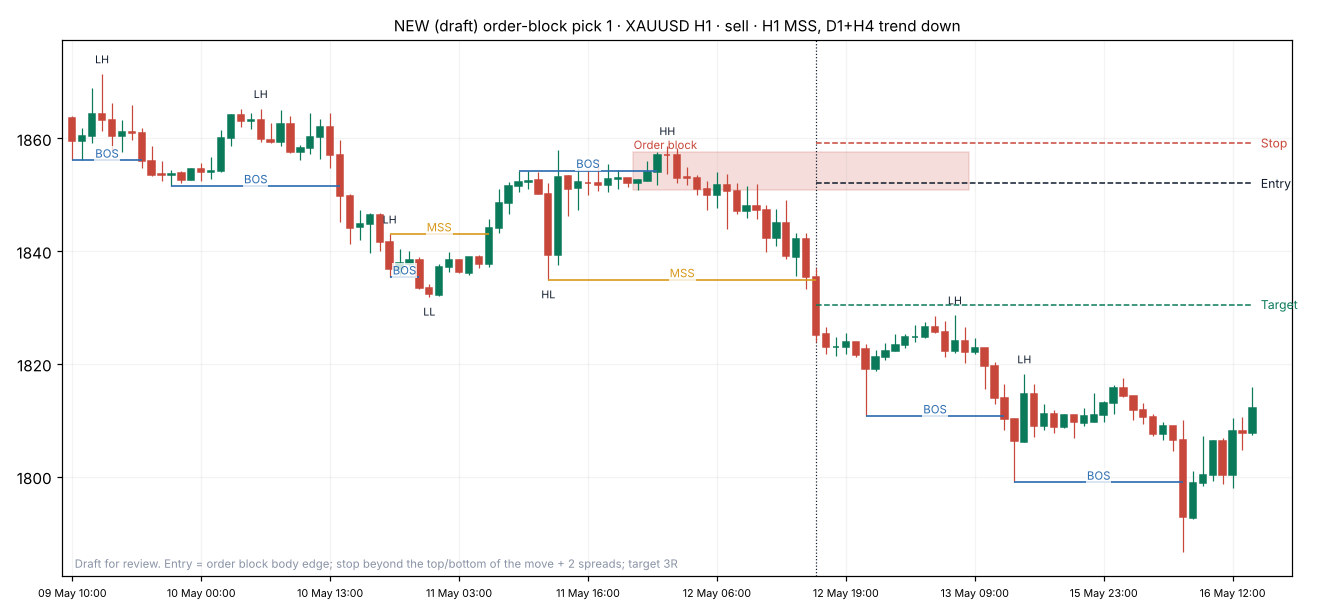 NEW (draft) order-block pick 1 · XAUUSD H1 · sell · H1 MSS, D1+H4 trend down
LH
LH
HH
1860
Order block
Stop
BOS
BOS
BOS
Entry
LH
MSS
1840
BOS
MSS
HL
LL
LH
Target
1820
LH
BOS
1800
BOS
Draft for review. Entry = order block body edge; stop beyond the top/bottom of the move + 2 spreads; target 3R
09 May 10:00
10 May 00:00
10 May 13:00
11 May 03:00
11 May 16:00
12 May 06:00
12 May 19:00
13 May 09:00
15 May 23:00
16 May 12:00